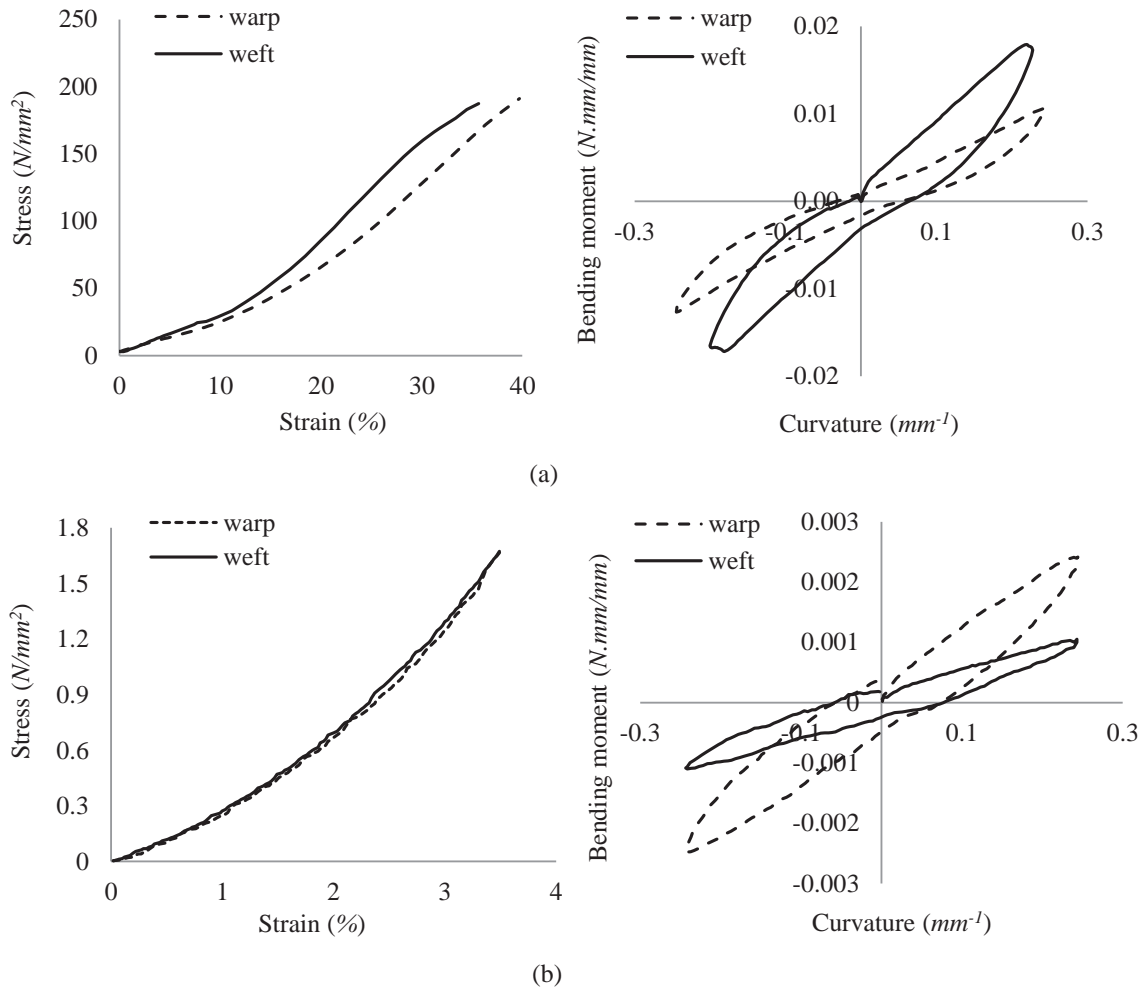 warp
weft
250
200
150
100
50
0
0 10 20 30 40
Stress (N/mm²)
Strain (%)
warp
weft
0.02
0.01
0.00
-0.01
-0.02
-0.3 -0.1 0.1 0.3
Bending moment (N.mm/mm)
Curvature (mm⁻¹)
(a)
warp
weft
1.8
1.5
1.2
0.9
0.6
0.3
0
0 1 2 3 4
Stress (N/mm²)
Strain (%)
warp
weft
0.003
0.002
0.001
0
-0.001
-0.002
-0.003
-0.3 -0.1 0.1 0.3
Bending moment (N.mm/mm)
Curvature (mm⁻¹)
(b)